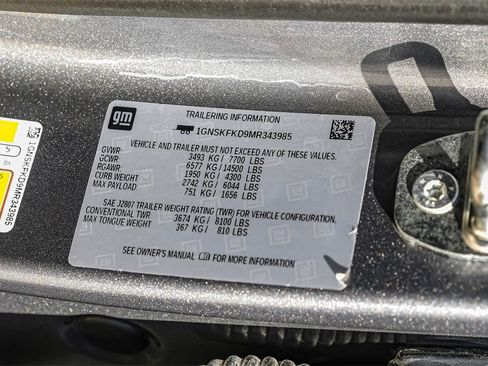 gm
TRAILERING INFORMATION
1GNSKFKD9MR343985
VEHICLE AND TRAILER MUST NOT EXCEED ANY OF THESE VALUES.
GVWR: 3493 KG / 7700 LBS
GCWR: 6577 KG / 14500 LBS
RGAWR: 1950 KG / 4300 LBS
CURB WEIGHT 2742 KG / 6044 LBS
MAX PAYLOAD 751 KG / 1656 LBS
SAE J2807 TRAILER WEIGHT RATING (TWR) FOR VEHICLE CONFIGURATION.
CONVENTIONAL TWR 3674 KG / 8100 LBS
MAX TONGUE WEIGHT 367 KG / 810 LBS
SEE OWNER'S MANUAL FOR MORE INFORMATION
1GNSKFKD9MR343985